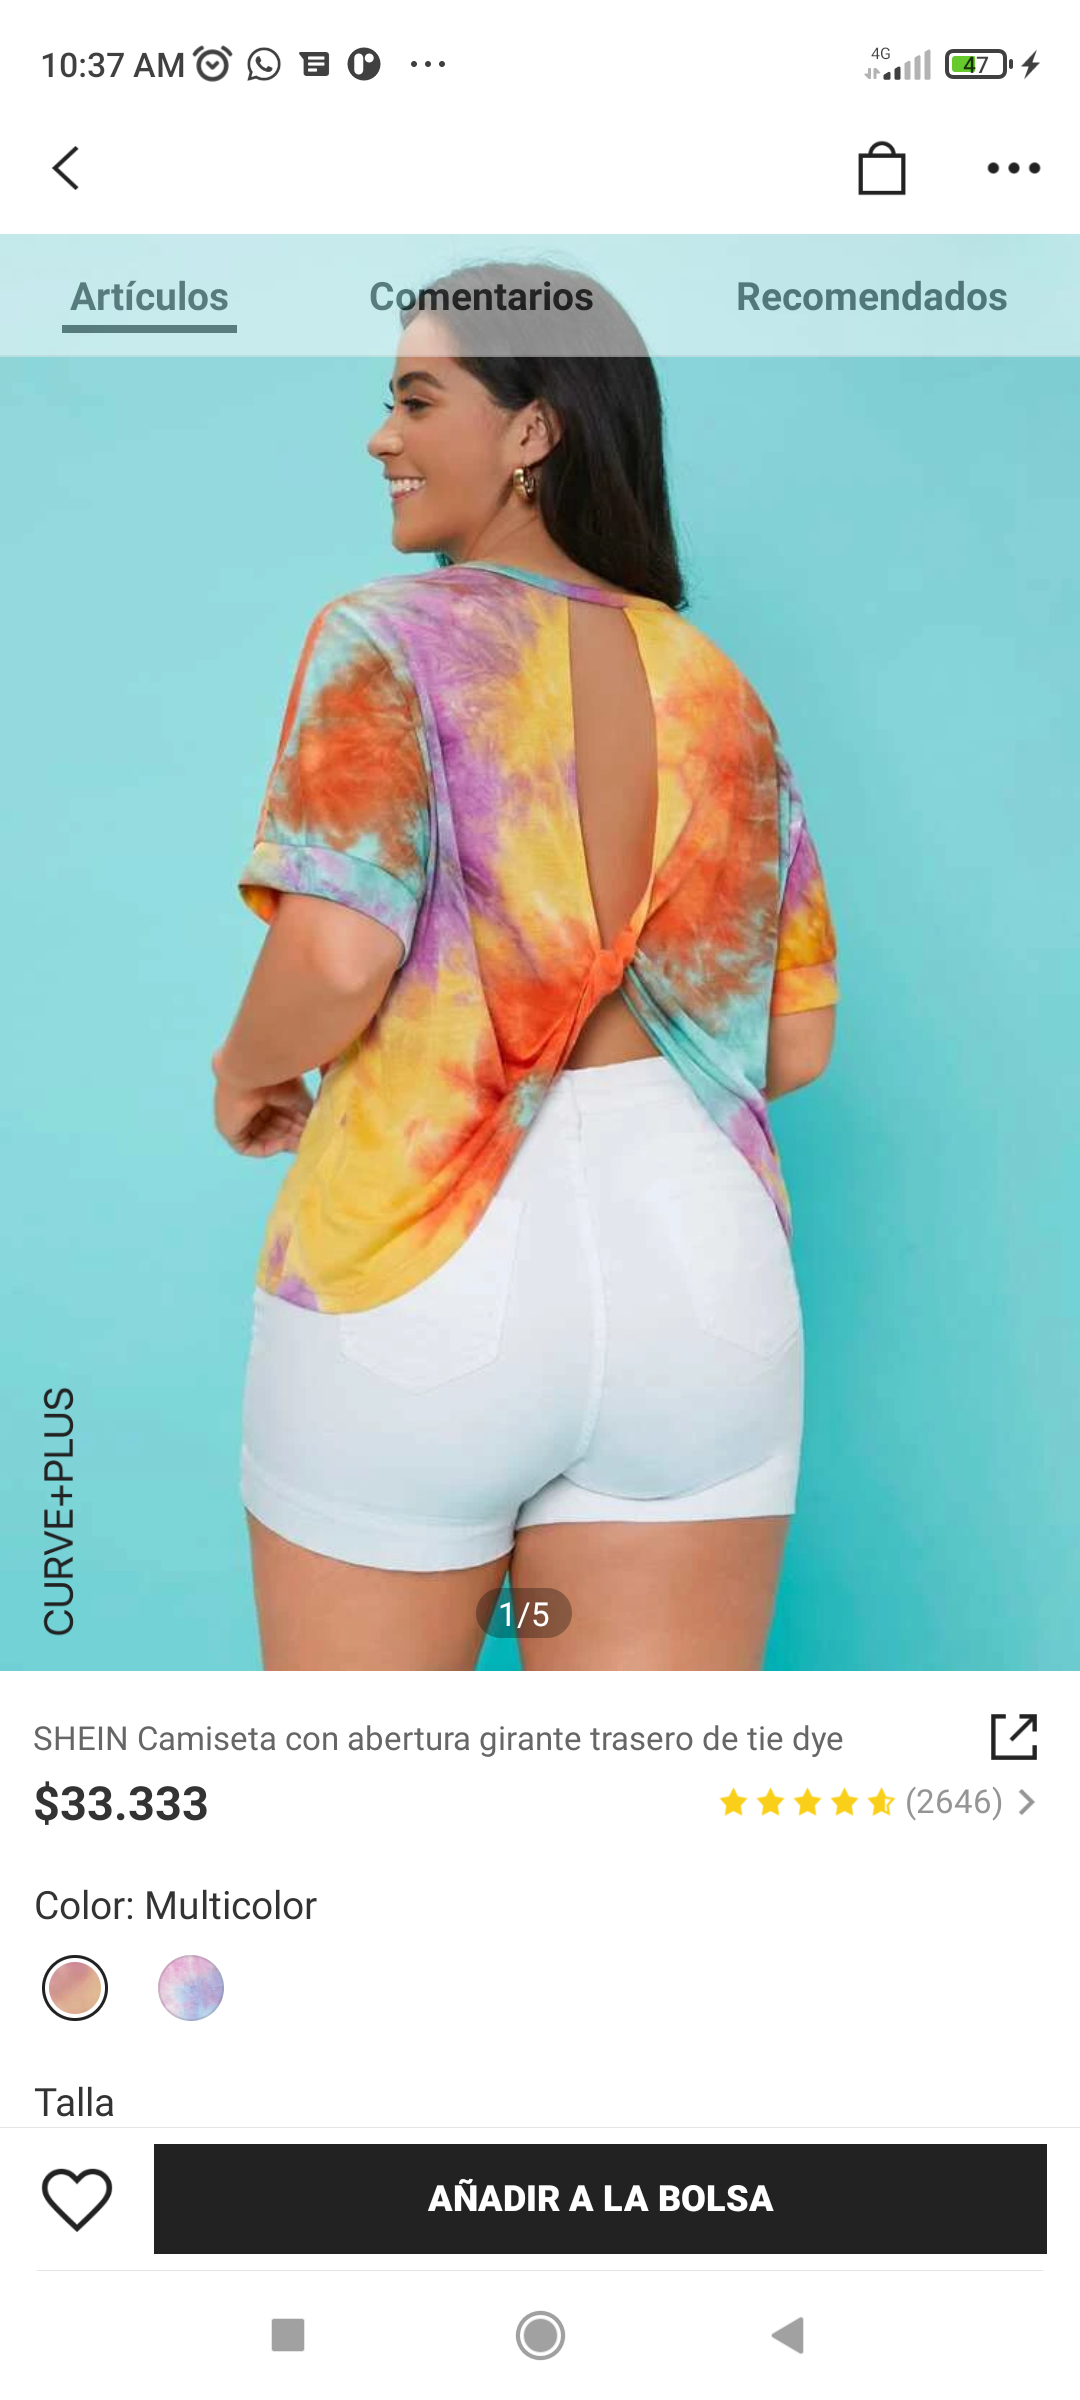 10:37 AM
4G
47
Artículos
Comentarios
Recomendados
CURVE+PLUS
1/5
SHEIN Camiseta con abertura girante trasero de tie dye
$33.333
(2646)
Color: Multicolor
Talla
AÑADIR A LA BOLSA